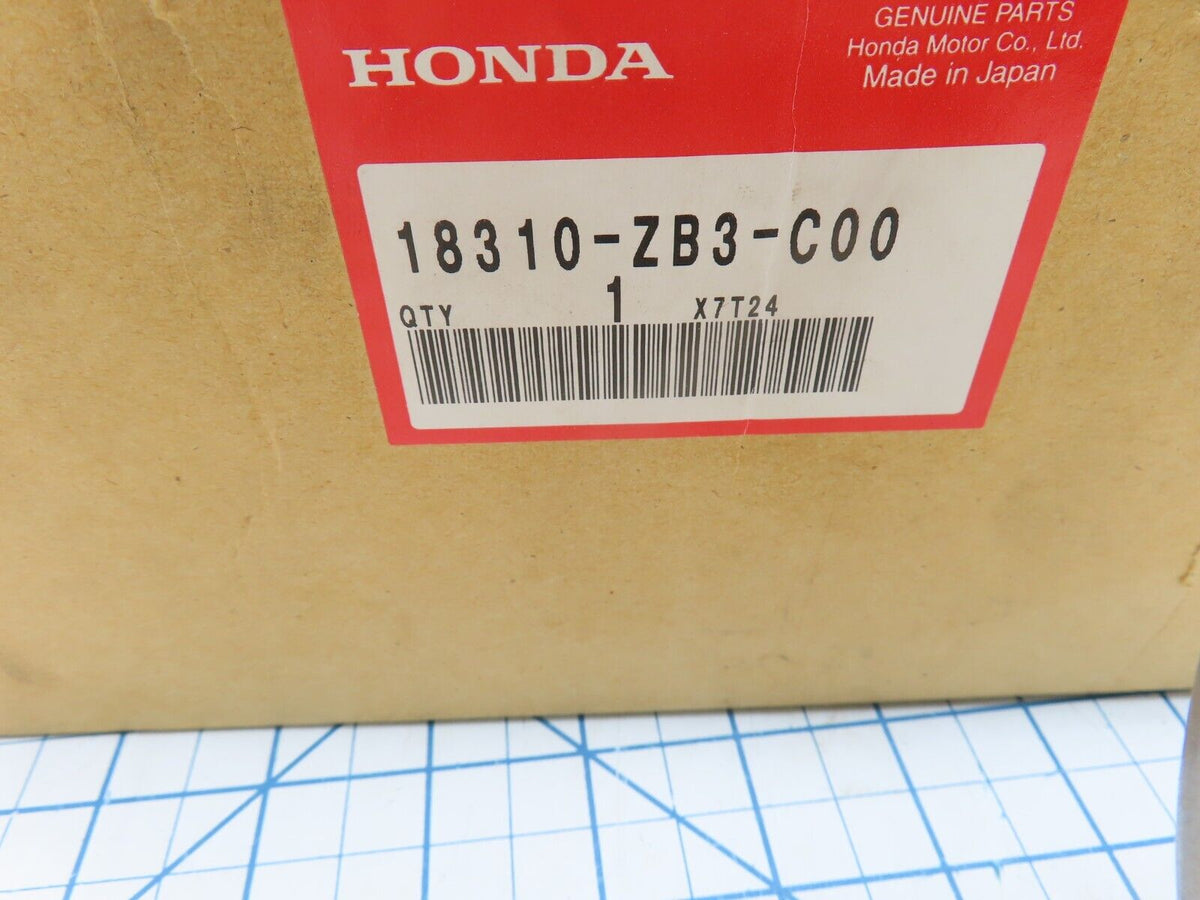 HONDA
GENUINE PARTS
Honda Motor Co., Ltd.
Made in Japan
18310-ZB3-C00
QTY 1 X7T24